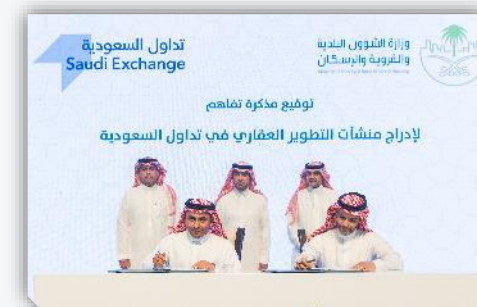 وزارة الشؤون البلدية
والقروية والإسكان
تداول السعودية
Saudi Exchange
توقيع مذكرة تفاهم
لإدراج منشآت التطوير العقاري في تداول السعودية